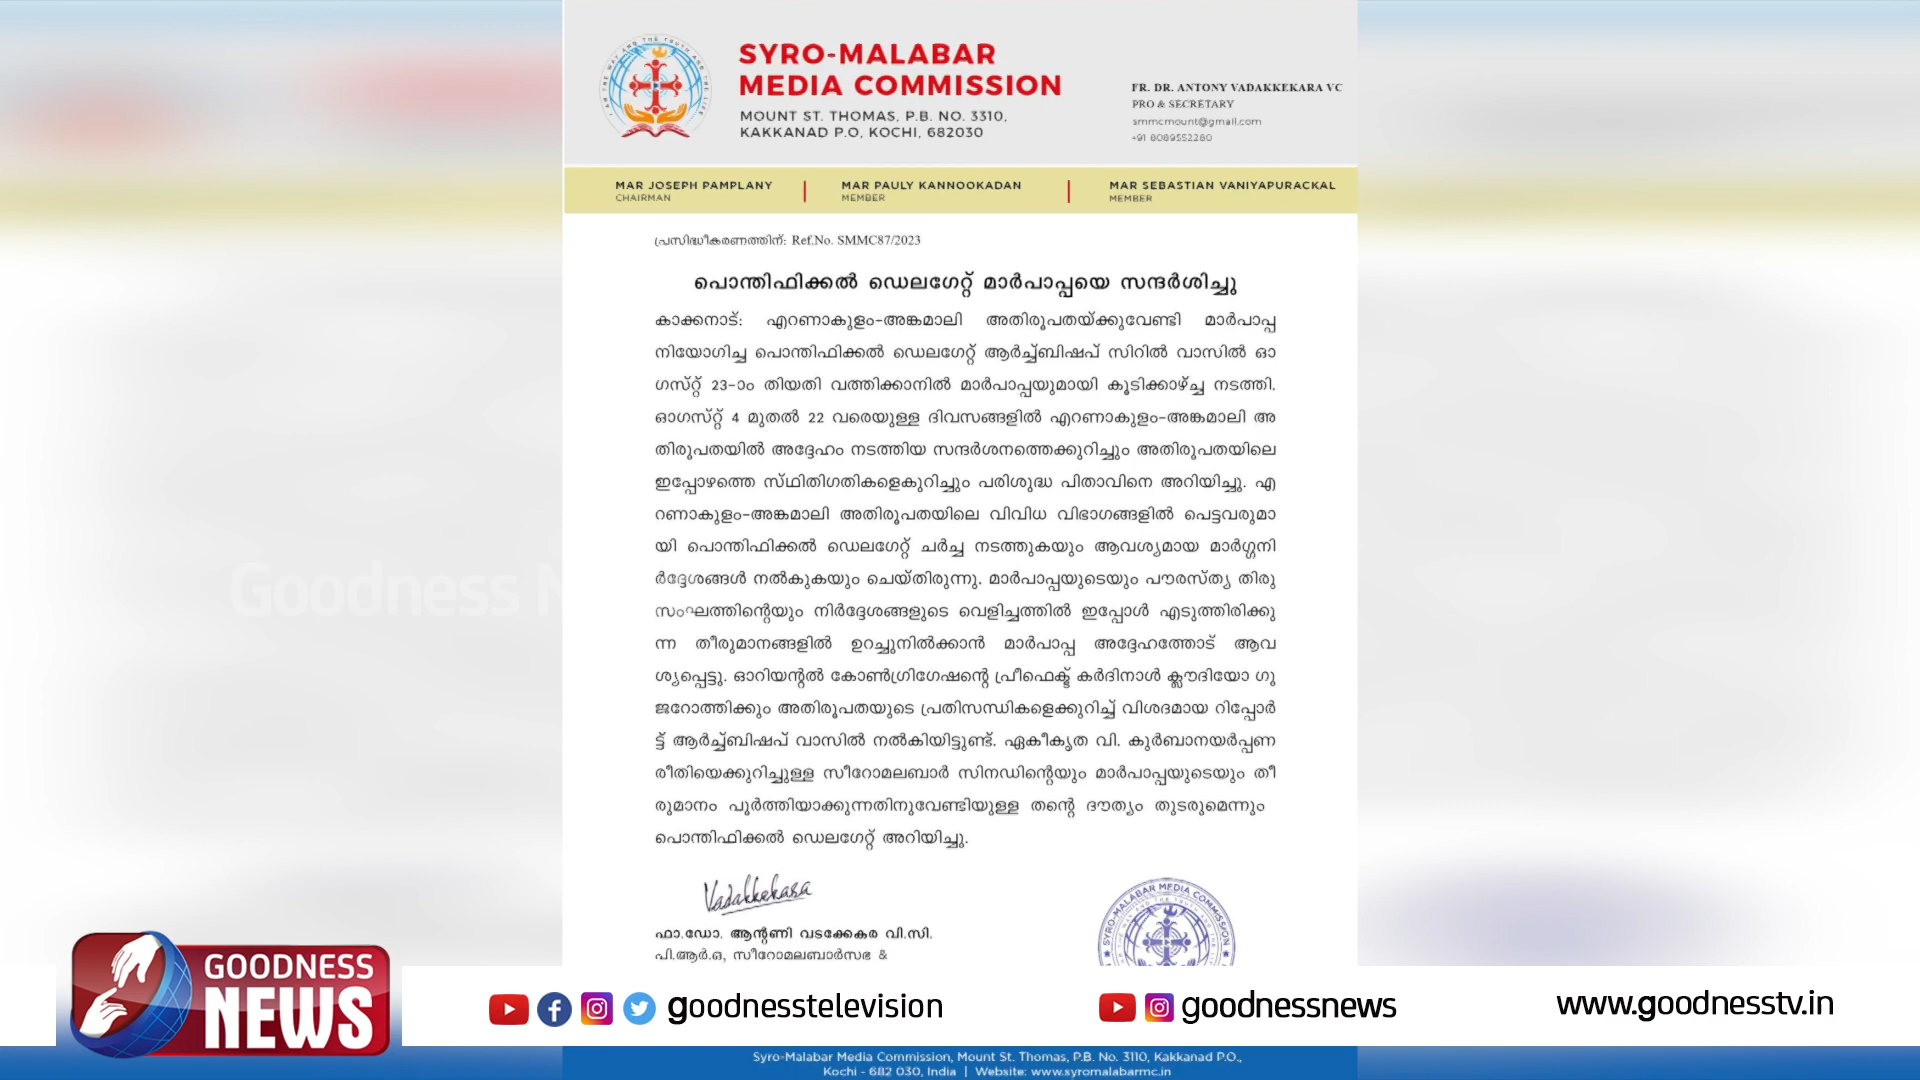 SYRO-MALABAR
MEDIA COMMISSION
MOUNT ST. THOMAS, P.B. NO. 3310,
KAKKANAD P.O, KOCHI, 682030
FR. DR. ANTONY VADAKKEKARA VC
PRO & SECRETARY
smmcmount@gmail.com
+91 8089552280
MAR JOSEPH PAMPLANY
CHAIRMAN
MAR PAULY KANNOOKADAN
MEMBER
MAR SEBASTIAN VANIYAPURACKAL
MEMBER
പ്രസിദ്ധീകരണത്തിന്: Ref.No. SMMC87/2023
പൊന്തിഫിക്കൽ ഡെലഗേറ്റ് മാർപാപ്പയെ സന്ദർശിച്ചു
കാക്കനാട്: എറണാകുളം-അങ്കമാലി അതിരൂപതയ്ക്കുവേണ്ടി മാർപാപ്പ
നിയോഗിച്ച പൊന്തിഫിക്കൽ ഡെലഗേറ്റ് ആർച്ച്ബിഷപ് സിറിൽ വാസിൽ ഓ
ഗസ്റ്റ് 23-ാം തിയതി വത്തിക്കാനിൽ മാർപാപ്പയുമായി കൂടിക്കാഴ്ച്ച നടത്തി.
ഓഗസ്റ്റ് 4 മുതൽ 22 വരെയുള്ള ദിവസങ്ങളിൽ എറണാകുളം-അങ്കമാലി അ
തിരൂപതയിൽ അദ്ദേഹം നടത്തിയ സന്ദർശനത്തെക്കുറിച്ചും അതിരൂപതയിലെ
ഇപ്പോഴത്തെ സ്ഥിതിഗതികളെകുറിച്ചും പരിശുദ്ധ പിതാവിനെ അറിയിച്ചു. എ
റണാകുളം-അങ്കമാലി അതിരൂപതയിലെ വിവിധ വിഭാഗങ്ങളിൽ പെട്ടവരുമാ
യി പൊന്തിഫിക്കൽ ഡെലഗേറ്റ് ചർച്ച നടത്തുകയും ആവശ്യമായ മാർഗ്ഗനി
ർദ്ദേശങ്ങൾ നൽകുകയും ചെയ്തിരുന്നു. മാർപാപ്പയുടെയും പൗരസ്ത്യ തിരു
സംഘത്തിന്റെയും നിർദ്ദേശങ്ങളുടെ വെളിച്ചത്തിൽ ഇപ്പോൾ എടുത്തിരിക്കു
ന്ന തീരുമാനങ്ങളിൽ ഉറച്ചുനിൽക്കാൻ മാർപാപ്പ അദ്ദേഹത്തോട് ആവ
ശ്യപ്പെട്ടു. ഓറിയന്റൽ കോൺഗ്രിഗേഷന്റെ പ്രീഫെക്ട് കർദിനാൾ ക്ലൗദിയോ ഗു
ജറോത്തിക്കും അതിരൂപതയുടെ പ്രതിസന്ധികളെക്കുറിച്ച് വിശദമായ റിപ്പോർ
ട്ട് ആർച്ച്ബിഷപ് വാസിൽ നൽകിയിട്ടുണ്ട്. ഏകീകൃത വി. കുർബാനയർപ്പണ
രീതിയെക്കുറിച്ചുള്ള സീറോമലബാർ സിനഡിന്റെയും മാർപാപ്പയുടെയും തീ
രുമാനം പൂർത്തിയാക്കുന്നതിനുവേണ്ടിയുള്ള തന്റെ ദൗത്യം തുടരുമെന്നും
പൊന്തിഫിക്കൽ ഡെലഗേറ്റ് അറിയിച്ചു.
Vadakkekara
ഫാ.ഡോ. ആന്റണി വടക്കേകര വി.സി.
പി.ആർ.ഒ, സീറോമലബാർസഭ &
SYRO-MALABAR MEDIA COMMISSION
Goodness N
GOODNESS
NEWS
goodnesstelevision
goodnessnews
www.goodnesstv.in
Syro-Malabar Media Commission, Mount St. Thomas, P.B. No. 3110, Kakkanad P.O.,
Kochi - 682 030, India | Website: www.syromalabarmc.in